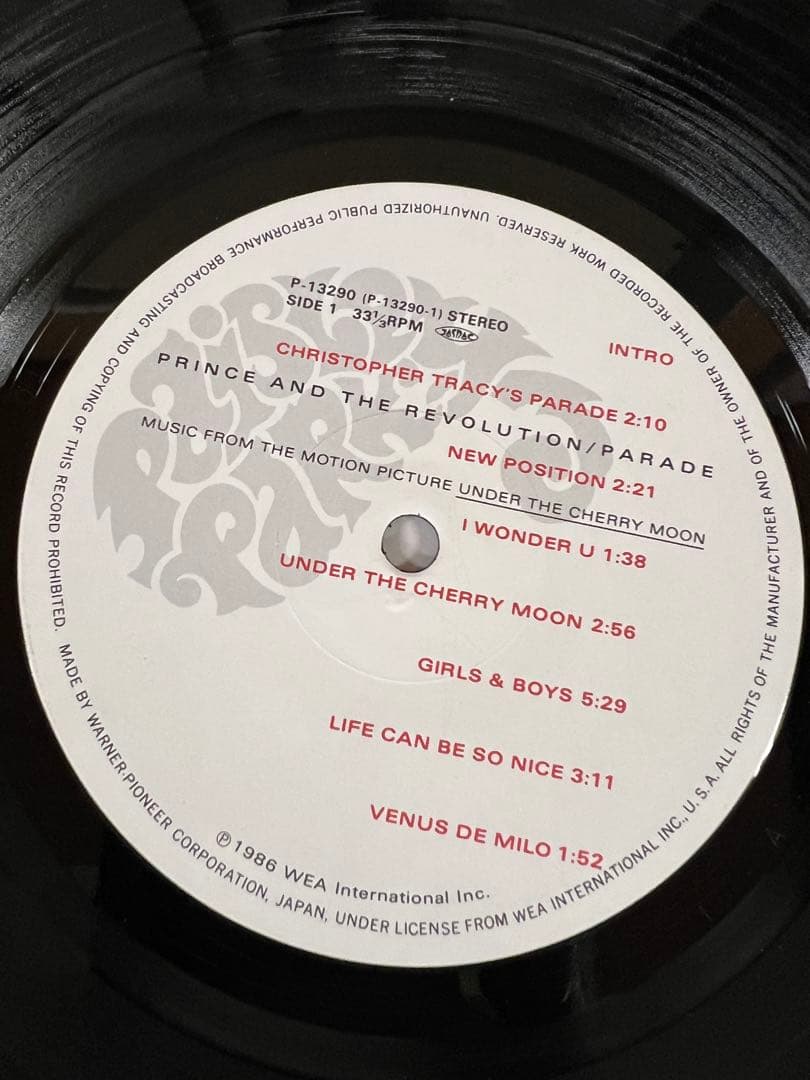 P-13290 (P-13290-1) STEREO
SIDE 1 33⅓RPM JASRAC
INTRO
CHRISTOPHER TRACY'S PARADE 2:10
PRINCE AND THE REVOLUTION/PARADE
NEW POSITION 2:21
MUSIC FROM THE MOTION PICTURE UNDER THE CHERRY MOON
I WONDER U 1:38
UNDER THE CHERRY MOON 2:56
GIRLS & BOYS 5:29
LIFE CAN BE SO NICE 3:11
VENUS DE MILO 1:52
℗1986 WEA International Inc.
MADE BY WARNER-PIONEER CORPORATION, JAPAN, UNDER LICENSE FROM WEA INTERNATIONAL INC., U.S.A. ALL RIGHTS OF THE MANUFACTURER AND OF THE OWNER OF THE RECORDED WORK RESERVED. UNAUTHORIZED PUBLIC PERFORMANCE BROADCASTING AND COPYING OF THIS RECORD PROHIBITED.
PAISLEY PARK